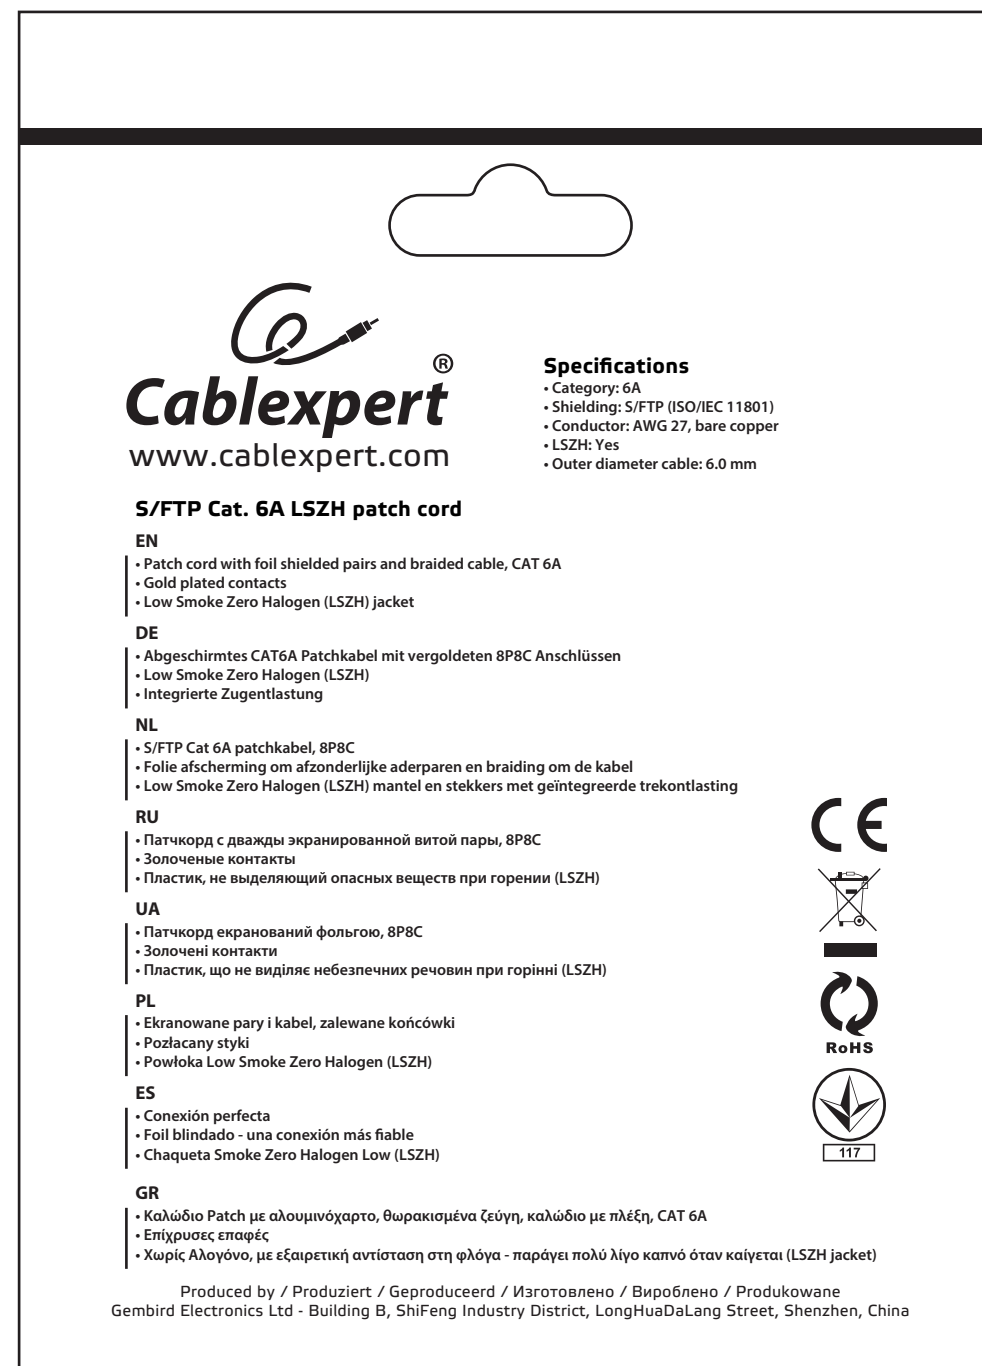 Cablexpert®
www.cablexpert.com
Specifications
• Category: 6A
• Shielding: S/FTP (ISO/IEC 11801)
• Conductor: AWG 27, bare copper
• LSZH: Yes
• Outer diameter cable: 6.0 mm
S/FTP Cat. 6A LSZH patch cord
EN
• Patch cord with foil shielded pairs and braided cable, CAT 6A
• Gold plated contacts
• Low Smoke Zero Halogen (LSZH) jacket
DE
• Abgeschirmtes CAT6A Patchkabel mit vergoldeten 8P8C Anschlüssen
• Low Smoke Zero Halogen (LSZH)
• Integrierte Zugentlastung
NL
• S/FTP Cat 6A patchkabel, 8P8C
• Folie afscherming om afzonderlijke aderparen en braiding om de kabel
• Low Smoke Zero Halogen (LSZH) mantel en stekkers met geïntegreerde trekontlasting
RU
• Патчкорд с дважды экранированной витой пары, 8P8C
• Золоченые контакты
• Пластик, не выделяющий опасных веществ при горении (LSZH)
UA
• Патчкорд екранований фольгою, 8P8C
• Золочені контакти
• Пластик, що не виділяє небезпечних речовин при горінні (LSZH)
PL
• Ekranowane pary i kabel, zalewane końcówki
• Pozłacany styki
• Powłoka Low Smoke Zero Halogen (LSZH)
ES
• Conexión perfecta
• Foil blindado - una conexión más fiable
• Chaqueta Smoke Zero Halogen Low (LSZH)
GR
• Καλώδιο Patch με αλουμινόχαρτο, θωρακισμένα ζεύγη, καλώδιο με πλέξη, CAT 6A
• Επίχρυσες επαφές
• Χωρίς Αλογόνο, με εξαιρετική αντίσταση στη φλόγα - παράγει πολύ λίγο καπνό όταν καίγεται (LSZH jacket)
CE
RoHS
117
Produced by / Produziert / Geproduceerd / Изготовлено / Вироблено / Produkowane
Gembird Electronics Ltd - Building B, ShiFeng Industry District, LongHuaDaLang Street, Shenzhen, China